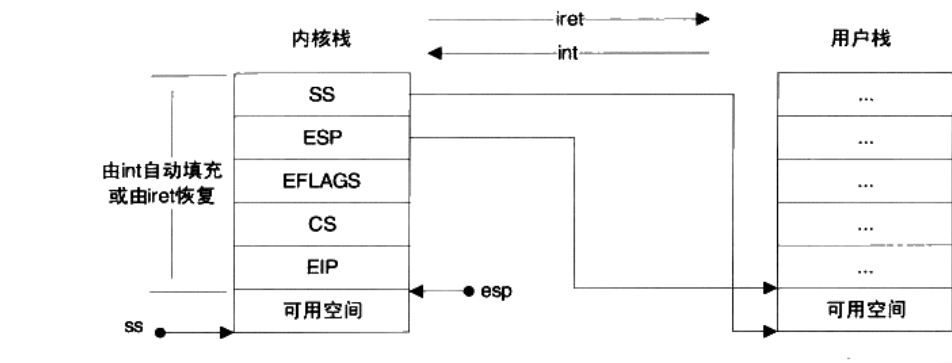 iret
内核栈
用户栈
int
SS
...
ESP
...
由int自动填充
或由iret恢复
EFLAGS
...
CS
...
EIP
...
esp
可用空间
可用空间
ss